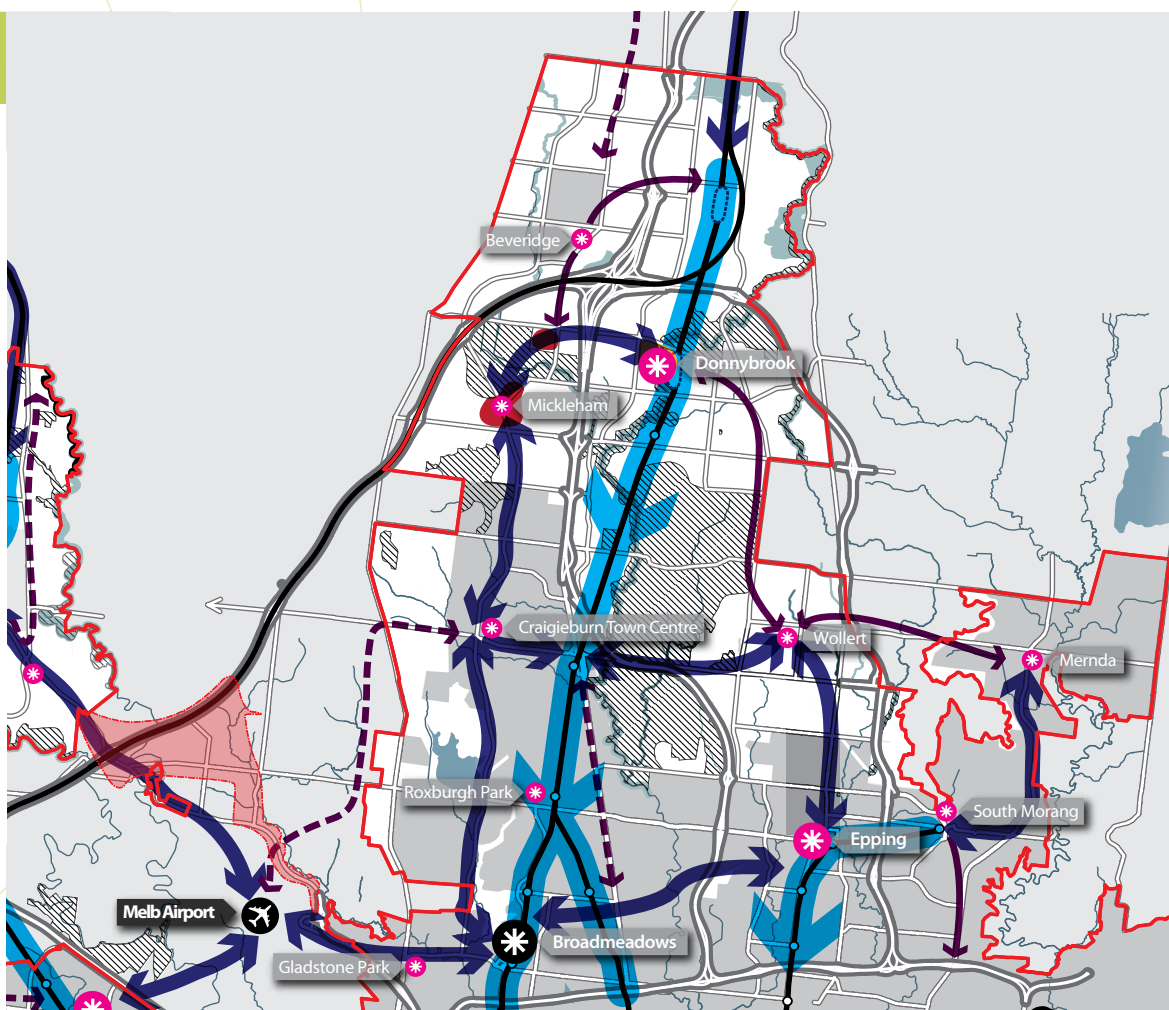 Beveridge
Donnybrook
Mickleham
Craigieburn Town Centre
Wollert
Mernda
Roxburgh Park
South Morang
Epping
Melb Airport
Broadmeadows
Gladstone Park